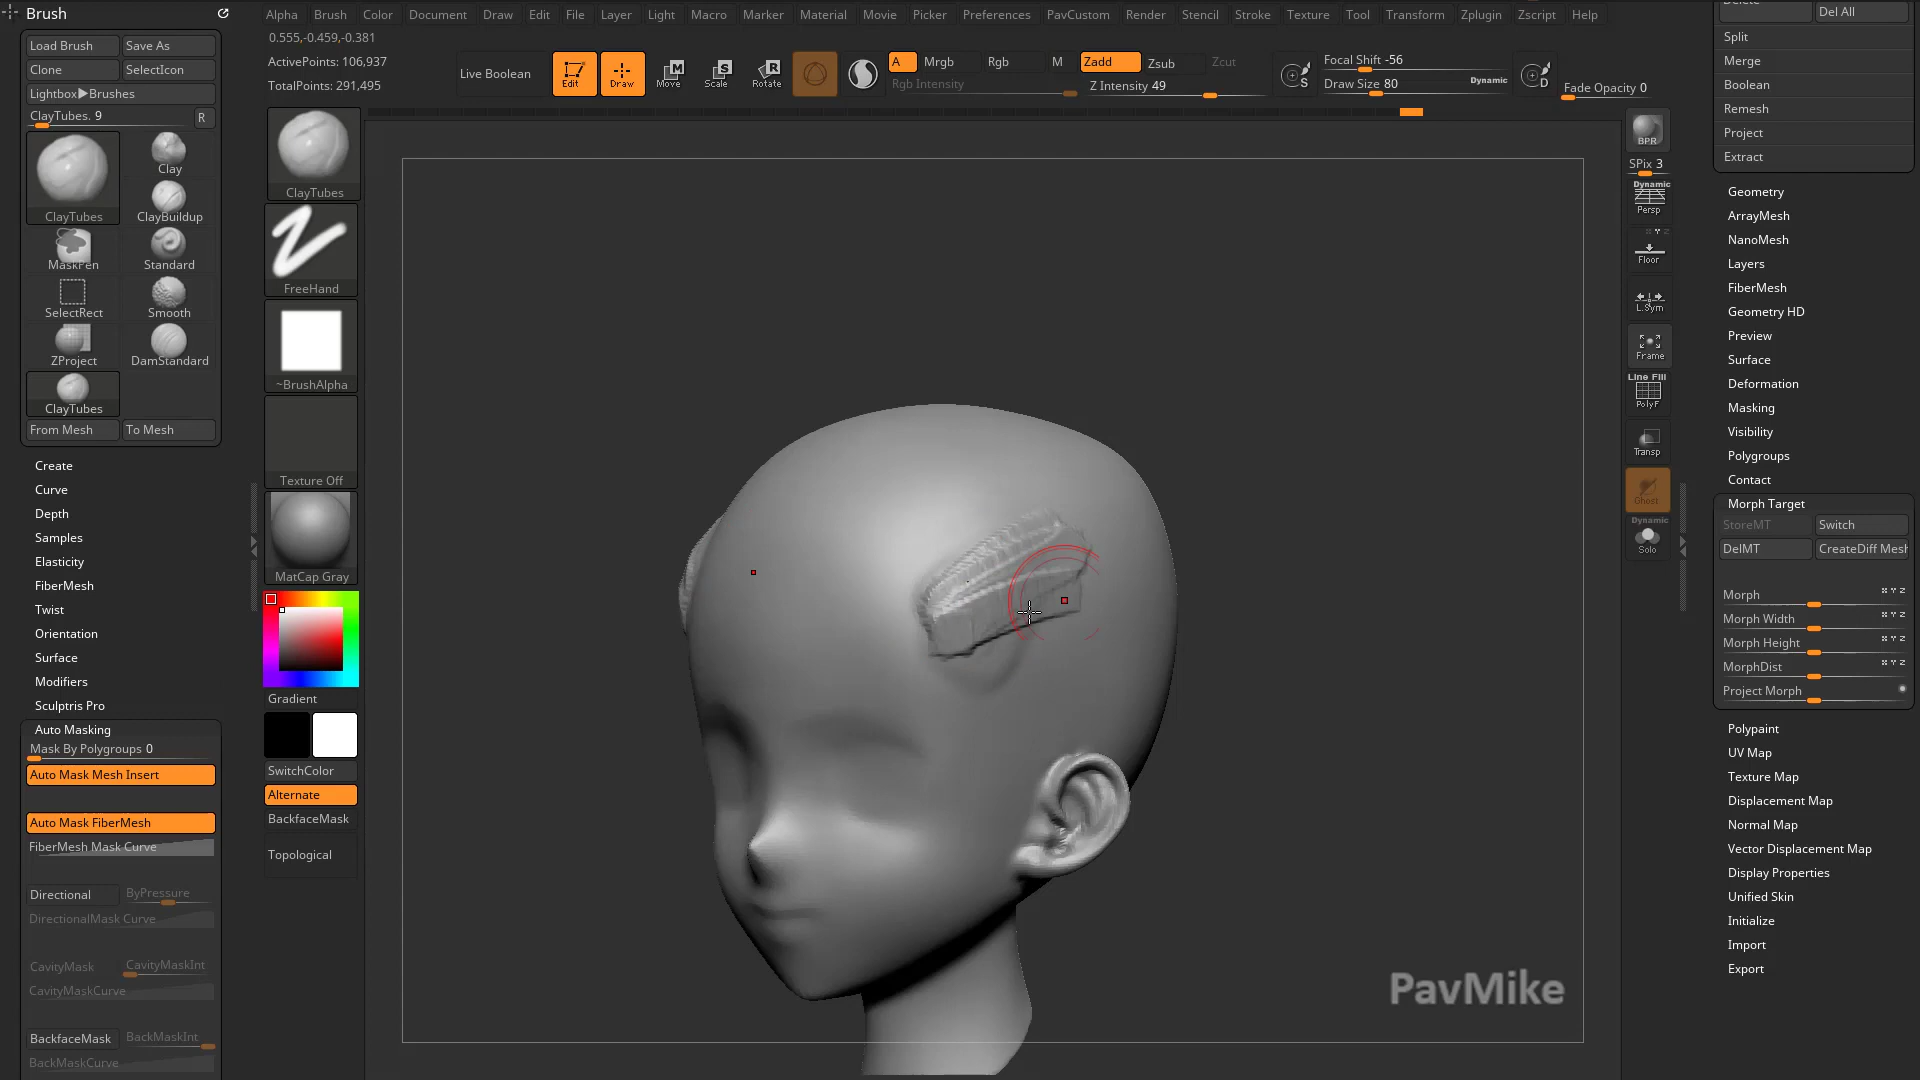 Brush
Alpha Brush Color Document Draw Edit File Layer Light Macro Marker Material Movie Picker Preferences PavCustom Render Stencil Stroke Texture Tool Transform Zplugin Zscript Help
0.555,-0.459,-0.381
ActivePoints: 106,937
TotalPoints: 291,495
Live Boolean
Edit
Draw
Move
Scale
Rotate
A
Mrgb
Rgb
M
Rgb Intensity
Zadd
Zsub
Zcut
Z Intensity 49
Focal Shift -56
Draw Size 80
Dynamic
Fade Opacity 0
Load Brush
Save As
Clone
SelectIcon
Lightbox▶Brushes
ClayTubes. 9
R
ClayTubes
Clay
ClayBuildup
MaskPen
Standard
SelectRect
Smooth
ZProject
DamStandard
ClayTubes
From Mesh
To Mesh
Create
Curve
Depth
Samples
Elasticity
FiberMesh
Twist
Orientation
Surface
Modifiers
Sculptris Pro
Auto Masking
Mask By Polygroups 0
Auto Mask Mesh Insert
Auto Mask FiberMesh
FiberMesh Mask Curve
Directional
ByPressure
DirectionalMask Curve
CavityMask
CavityMaskInt
CavityMaskCurve
BackfaceMask
BackMaskInt
BackMaskCurve
ClayTubes
FreeHand
~BrushAlpha
Texture Off
MatCap Gray
Gradient
SwitchColor
Alternate
BackfaceMask
Topological
PavMike
BPR
SPix 3
Dynamic
Persp
Floor
L.Sym
Frame
Line Fill
PolyF
Transp
Ghost
Dynamic
Solo
Del All
Split
Merge
Boolean
Remesh
Project
Extract
Geometry
ArrayMesh
NanoMesh
Layers
FiberMesh
Geometry HD
Preview
Surface
Deformation
Masking
Visibility
Polygroups
Contact
Morph Target
StoreMT
Switch
DelMT
CreateDiff Mesh
Morph
Morph Width
Morph Height
MorphDist
Project Morph
Polypaint
UV Map
Texture Map
Displacement Map
Normal Map
Vector Displacement Map
Display Properties
Unified Skin
Initialize
Import
Export